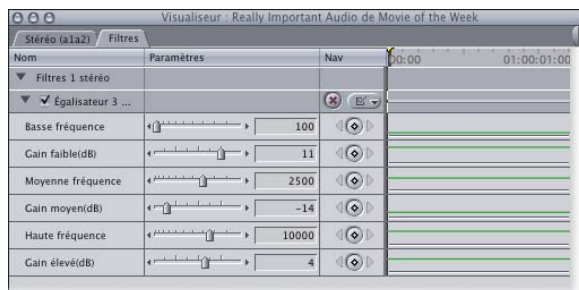 Visualiseur : Really Important Audio de Movie of the Week
Stéréo (a1a2) Filtres
Nom Paramètres Nav 00:00 01:00:01:00
Filtres 1 stéréo
Égalisateur 3 ...
Basse fréquence 100
Gain faible(dB) 11
Moyenne fréquence 2500
Gain moyen(dB) -14
Haute fréquence 10000
Gain élevé(dB) 4